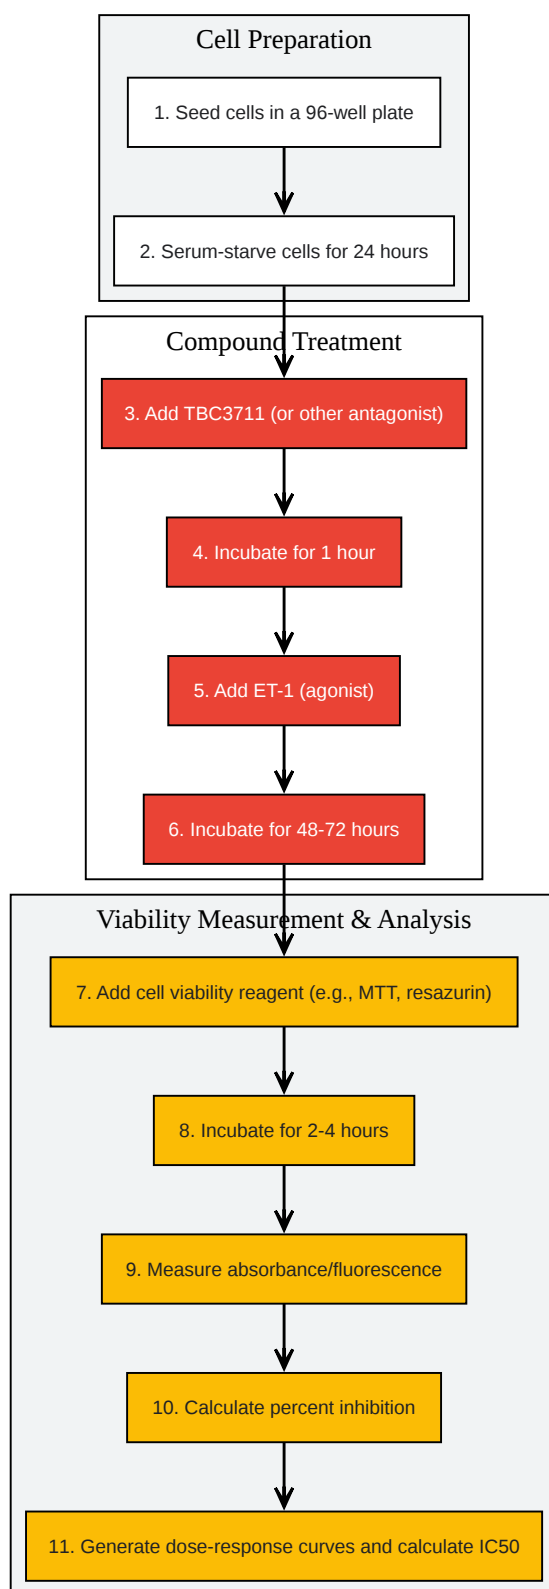 Cell Preparation
1. Seed cells in a 96-well plate
2. Serum-starve cells for 24 hours
Compound Treatment
3. Add TBC3711 (or other antagonist)
4. Incubate for 1 hour
5. Add ET-1 (agonist)
6. Incubate for 48-72 hours
Viability Measurement & Analysis
7. Add cell viability reagent (e.g., MTT, resazurin)
8. Incubate for 2-4 hours
9. Measure absorbance/fluorescence
10. Calculate percent inhibition
11. Generate dose-response curves and calculate IC50